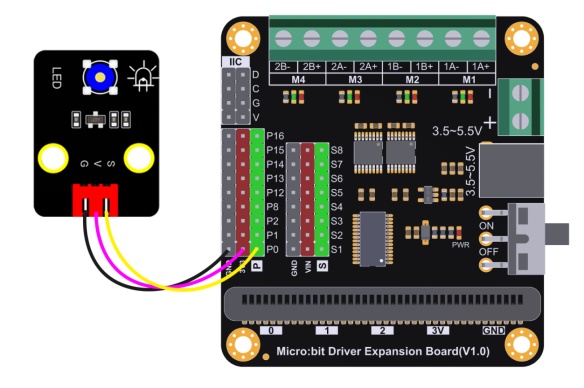 LED
G V S
IIC
D
C
G
V
2B- 2B+ 2A- 2A+ 1B- 1B+ 1A- 1A+
M4 M3 M2 M1
-
+
3.5~5.5V
3.5~5.5V
P16
P15
P14
P13
P12
P8
P2
P1
P0
GND 3V3 P
S8
S7
S6
S5
S4
S3
S2
S1
GND VIN S
PWR
ON
OFF
0 1 2 3V GND
Micro:bit Driver Expansion Board(V1.0)